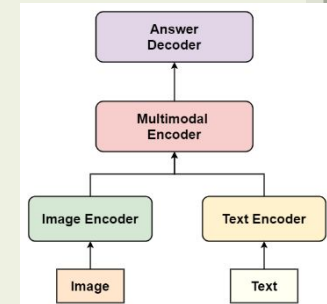 Answer
Decoder
Multimodal
Encoder
Image Encoder
Text Encoder
Image
Text